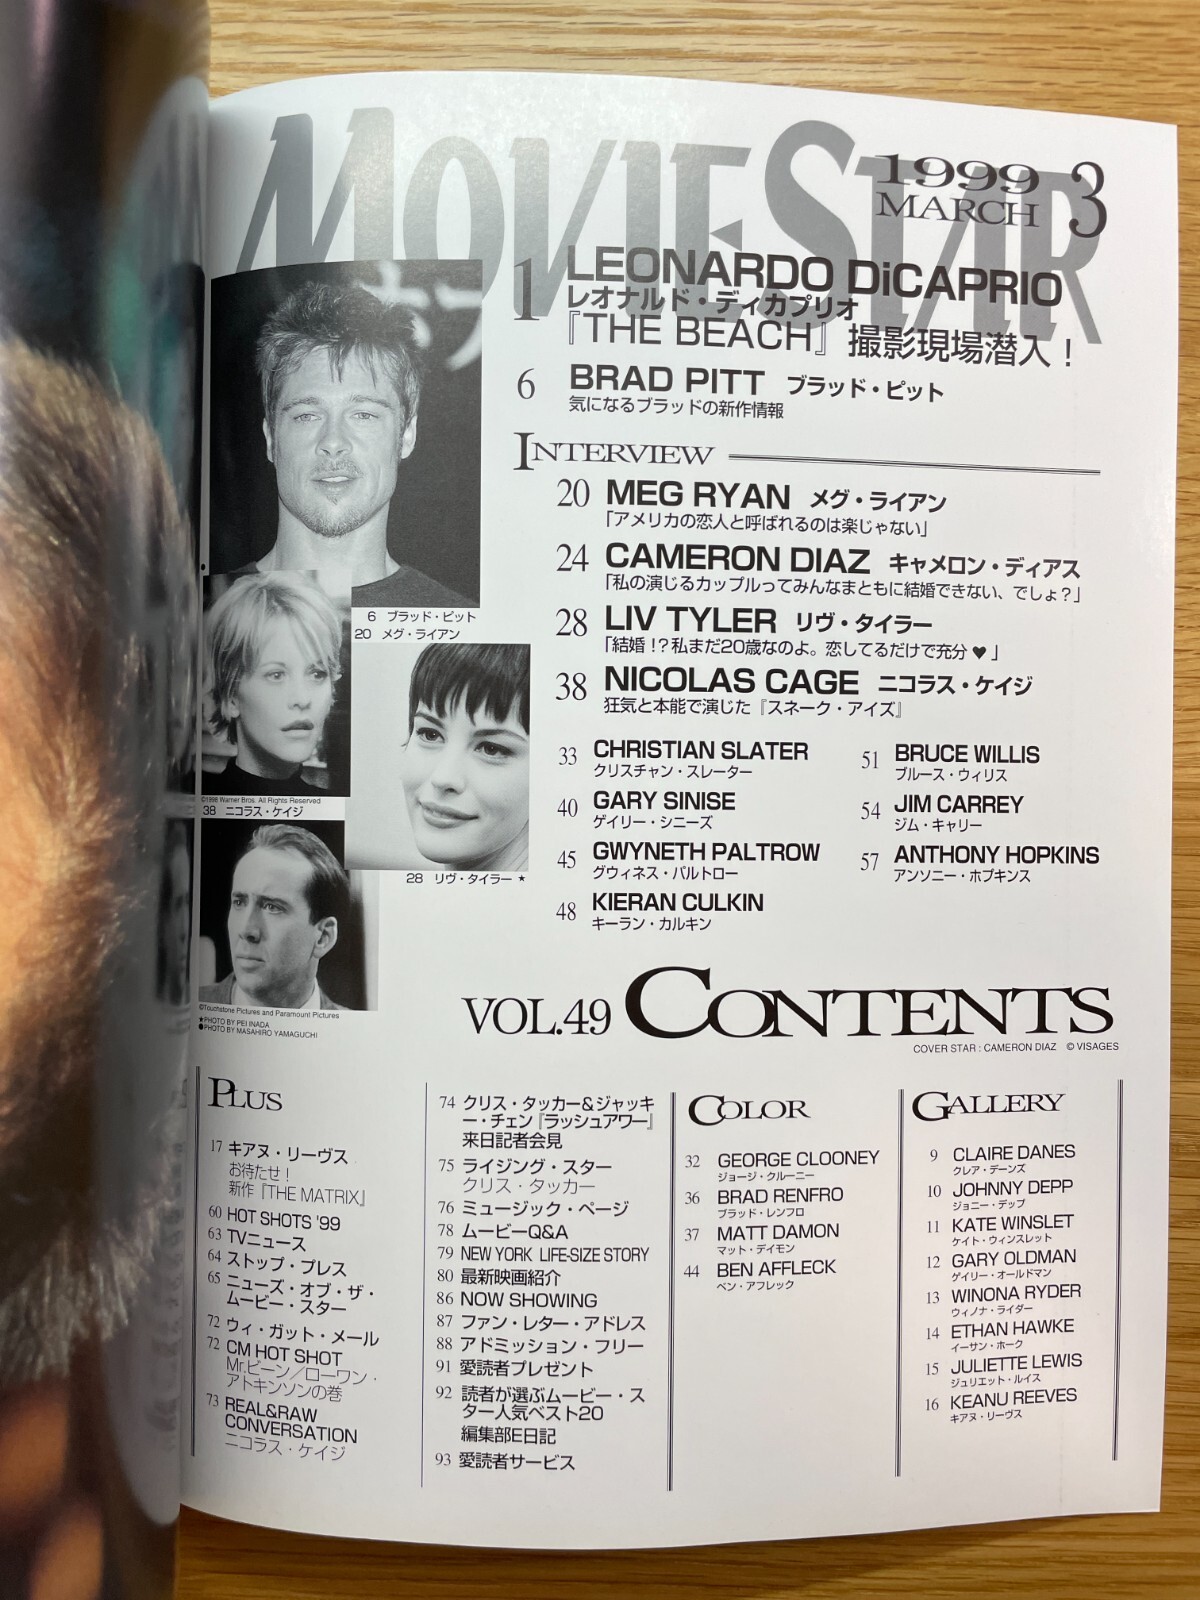 MOVIE STAR
1999
MARCH
3
1 LEONARDO DiCAPRIO
レオナルド・ディカプリオ
『THE BEACH』撮影現場潜入!
6 BRAD PITT ブラッド・ピット
気になるブラッドの新作情報
INTERVIEW
20 MEG RYAN メグ・ライアン
「アメリカの恋人と呼ばれるのは楽じゃない」
24 CAMERON DIAZ キャメロン・ディアス
「私の演じるカップルってみんなまともに結婚できない、でしょ?」
28 LIV TYLER リヴ・タイラー
「結婚!?私まだ20歳なのよ。恋してるだけで充分♥」
38 NICOLAS CAGE ニコラス・ケイジ
狂気と本能で演じた『スネーク・アイズ』
33 CHRISTIAN SLATER
クリスチャン・スレーター
40 GARY SINISE
ゲイリー・シニーズ
45 GWYNETH PALTROW
グウィネス・パルトロー
48 KIERAN CULKIN
キーラン・カルキン
51 BRUCE WILLIS
ブルース・ウィリス
54 JIM CARREY
ジム・キャリー
57 ANTHONY HOPKINS
アンソニー・ホプキンス
6 ブラッド・ピット
20 メグ・ライアン
©1998 Warner Bros. All Rights Reserved
38 ニコラス・ケイジ
28 リヴ・タイラー ★
©Touchstone Pictures and Paramount Pictures
★PHOTO BY PEI INADA
●PHOTO BY MASAHIRO YAMAGUCHI
VOL.49 CONTENTS
COVER STAR : CAMERON DIAZ © VISAGES
PLUS
17 キアヌ・リーヴス
お待たせ!
新作『THE MATRIX』
60 HOT SHOTS '99
63 TVニュース
64 ストップ・プレス
65 ニューズ・オブ・ザ・
ムービー・スター
72 ウィ・ガット・メール
72 CM HOT SHOT
Mr.ビーン/ローワン・
アトキンソンの巻
73 REAL&RAW
CONVERSATION
ニコラス・ケイジ
74 クリス・タッカー&ジャッキ
ー・チェン『ラッシュアワー』
来日記者会見
75 ライジング・スター
クリス・タッカー
76 ミュージック・ページ
78 ムービーQ&A
79 NEW YORK LIFE-SIZE STORY
80 最新映画紹介
86 NOW SHOWING
87 ファン・レター・アドレス
88 アドミッション・フリー
91 愛読者プレゼント
92 読者が選ぶムービー・ス
ター人気ベスト20
編集部E日記
93 愛読者サービス
COLOR
32 GEORGE CLOONEY
ジョージ・クルーニー
36 BRAD RENFRO
ブラッド・レンフロ
37 MATT DAMON
マット・デイモン
44 BEN AFFLECK
ベン・アフレック
GALLERY
9 CLAIRE DANES
クレア・デーンズ
10 JOHNNY DEPP
ジョニー・デップ
11 KATE WINSLET
ケイト・ウィンスレット
12 GARY OLDMAN
ゲイリー・オールドマン
13 WINONA RYDER
ウィノナ・ライダー
14 ETHAN HAWKE
イーサン・ホーク
15 JULIETTE LEWIS
ジュリエット・ルイス
16 KEANU REEVES
キアヌ・リーヴス